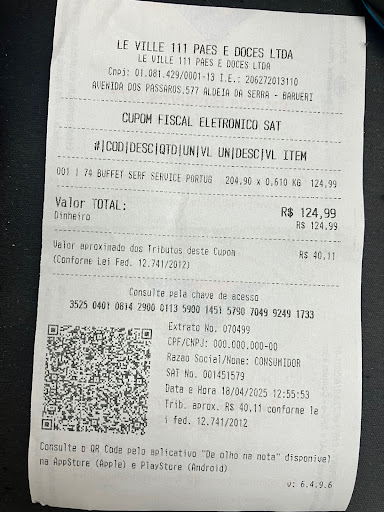 LE VILLE 111 PAES E DOCES LTDA
LE VILLE 111 PAES E DOCES LTDA
Cnpj: 01.081.429/0001-13 I.E.: 206272013110
AVENIDA DOS PASSAROS,577 ALDEIA DA SERRA - BARUERI
CUPOM FISCAL ELETRONICO SAT
#|COD|DESC|QTD|UN|VL UN|DESC|VL ITEM
001 | 74 BUFFET SERF SERVICE PORTUG 204,90 x 0,610 KG 124,99
Valor TOTAL: R$ 124,99
Dinheiro R$ 124,99
Valor aproximado dos Tributos deste Cupom R$ 40,11
(Conforme Lei Fed. 12.741/2012)
Consulte pela chave de acesso
3525 0401 0814 2900 0113 5900 1451 5790 7049 9249 1733
Extrato No. 070499
CPF/CNPJ: 000.000.000-00
Razao Social/Nome: CONSUMIDOR
SAT No. 001451579
Data e Hora 18/04/2025 12:55:53
Trib. aprox. R$ 40,11 conforme le
i fed. 12.741/2012
Consulte o QR Code pelo aplicativo "De olho na nota" disponivel
na AppStore (Apple) e PlayStore (Android)
v: 6.4.9.6